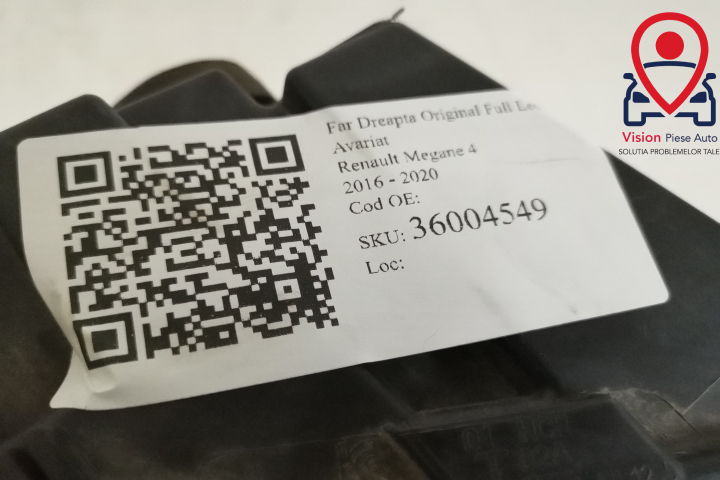 Far Dreapta Original Full
Avariat
Renault Megane 4
2016 - 2020
Cod OE:
SKU: 36004549
Loc:
Vision Piese Auto
SOLUTIA PROBLEMELOR TALE